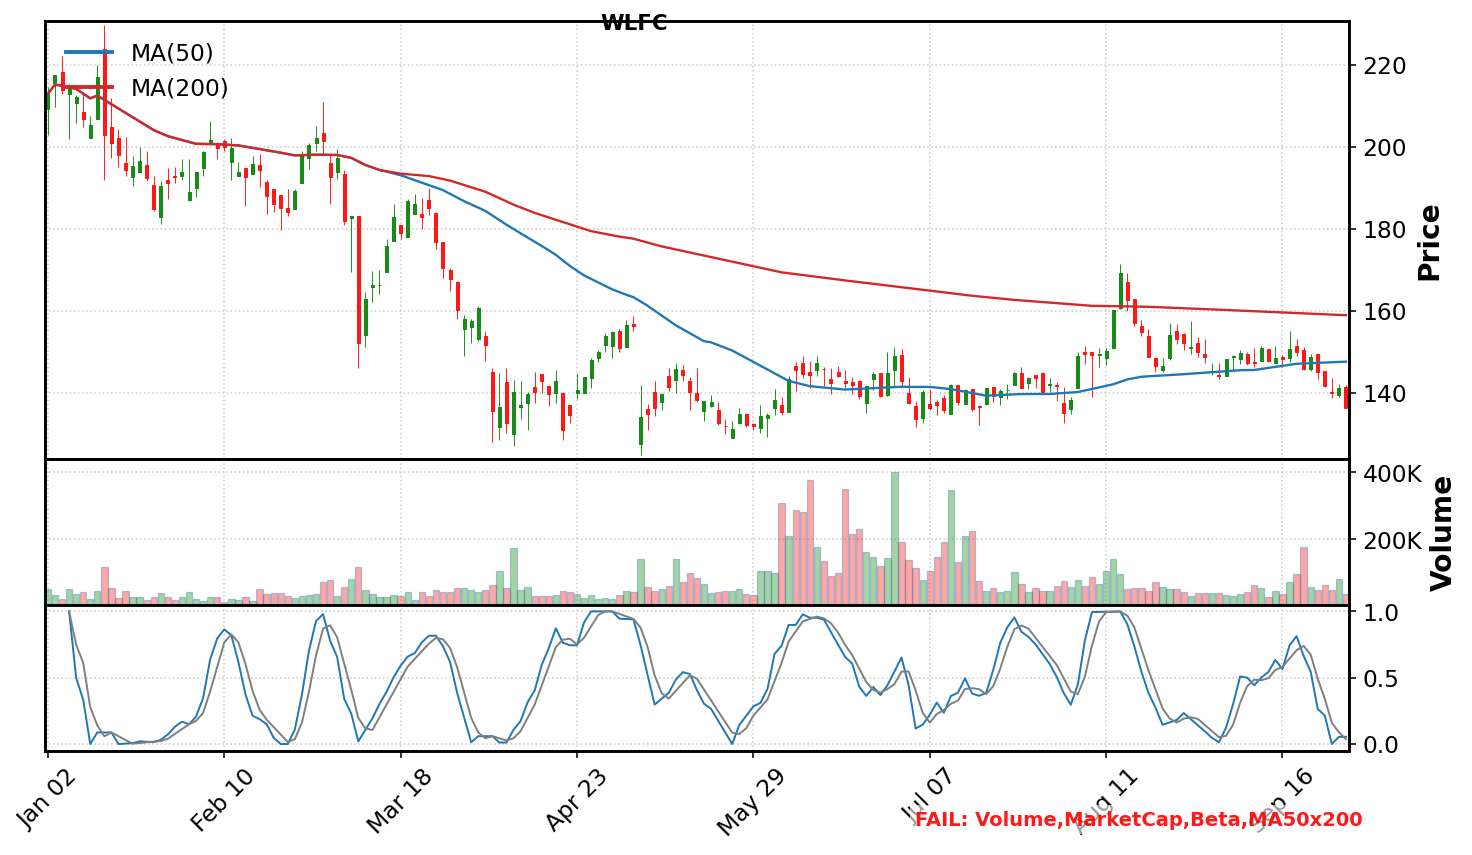 WLFC
MA(50)
MA(200)
220
200
180
160
140
Price
400K
200K
Volume
1.0
0.5
0.0
Jan 02
Feb 10
Mar 18
Apr 23
May 29
Jul 07
Aug 11
Sep 16
FAIL: Volume,MarketCap,Beta,MA50x200